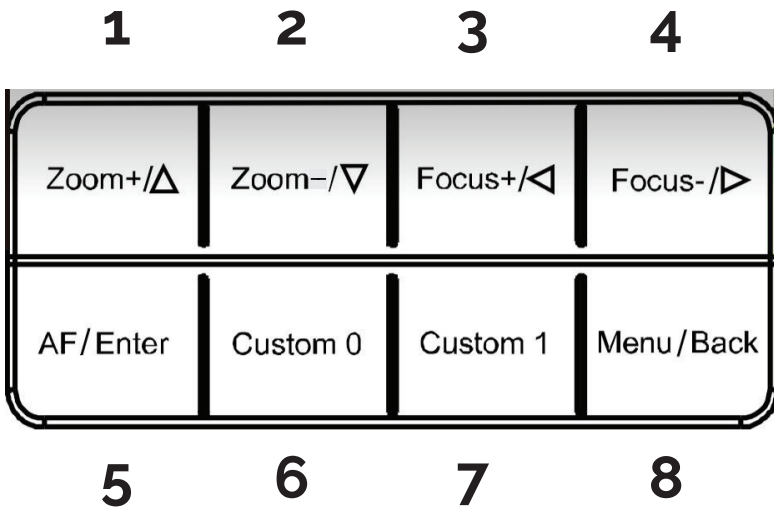 1 2 3 4
Zoom+/△ Zoom−/▽ Focus+/◁ Focus-/▷
AF/Enter Custom 0 Custom 1 Menu/Back
5 6 7 8